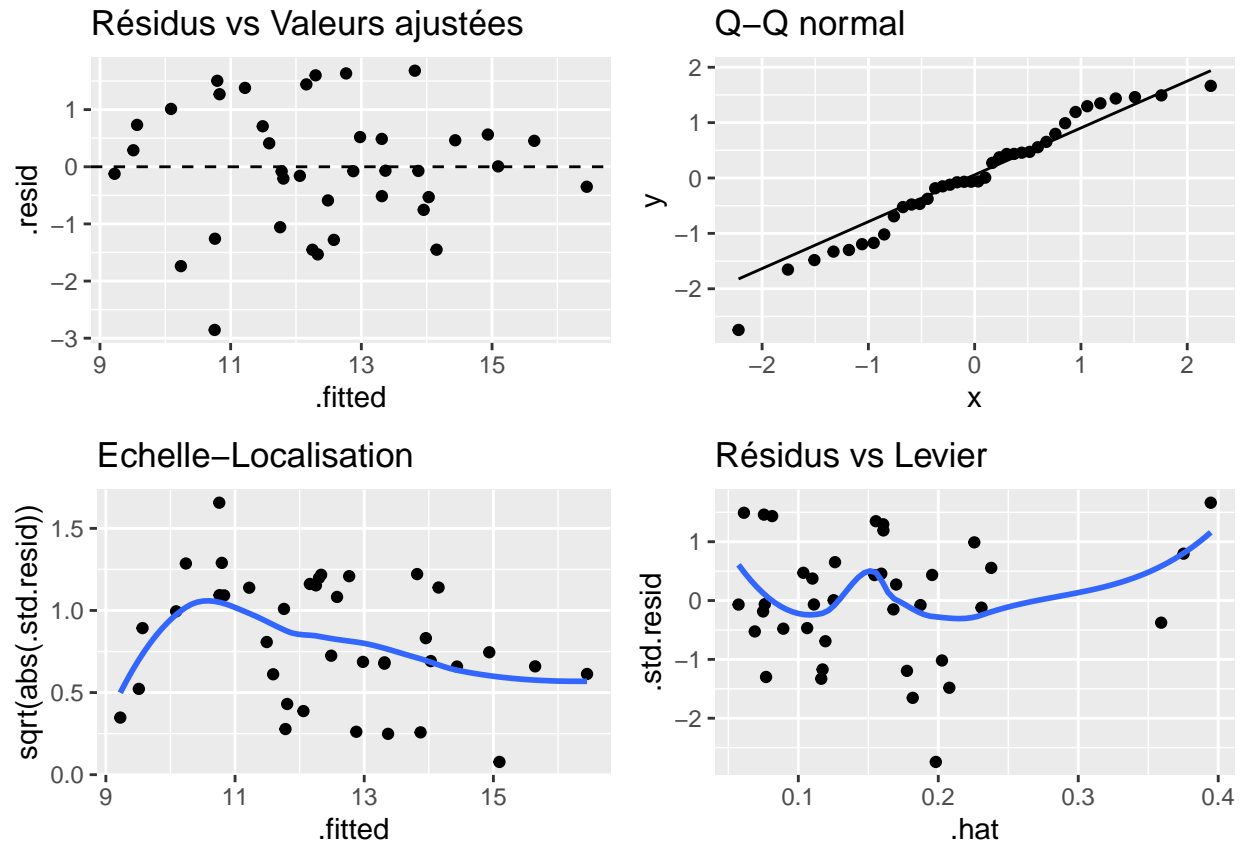 Résidus vs Valeurs ajustées
1
0
−1
−2
−3
.resid
9
11
13
15
.fitted
Q−Q normal
2
1
0
−1
−2
y
−2
−1
0
1
2
x
Echelle−Localisation
1.5
1.0
0.5
0.0
sqrt(abs(.std.resid))
9
11
13
15
.fitted
Résidus vs Levier
1
0
−1
−2
.std.resid
0.1
0.2
0.3
0.4
.hat